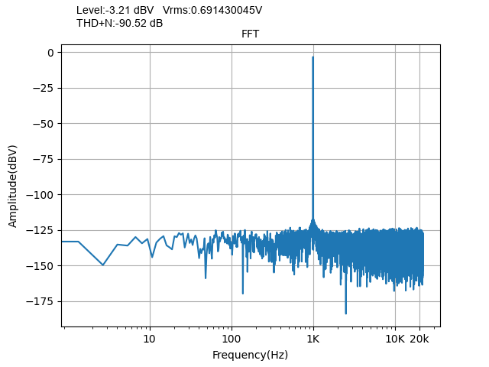 Level:-3.21 dBV   Vrms:0.691430045V
THD+N:-90.52 dB
FFT
0
−25
−50
−75
−100
−125
−150
−175
Amplitude(dBV)
10 100 1K 10K 20k
Frequency(Hz)